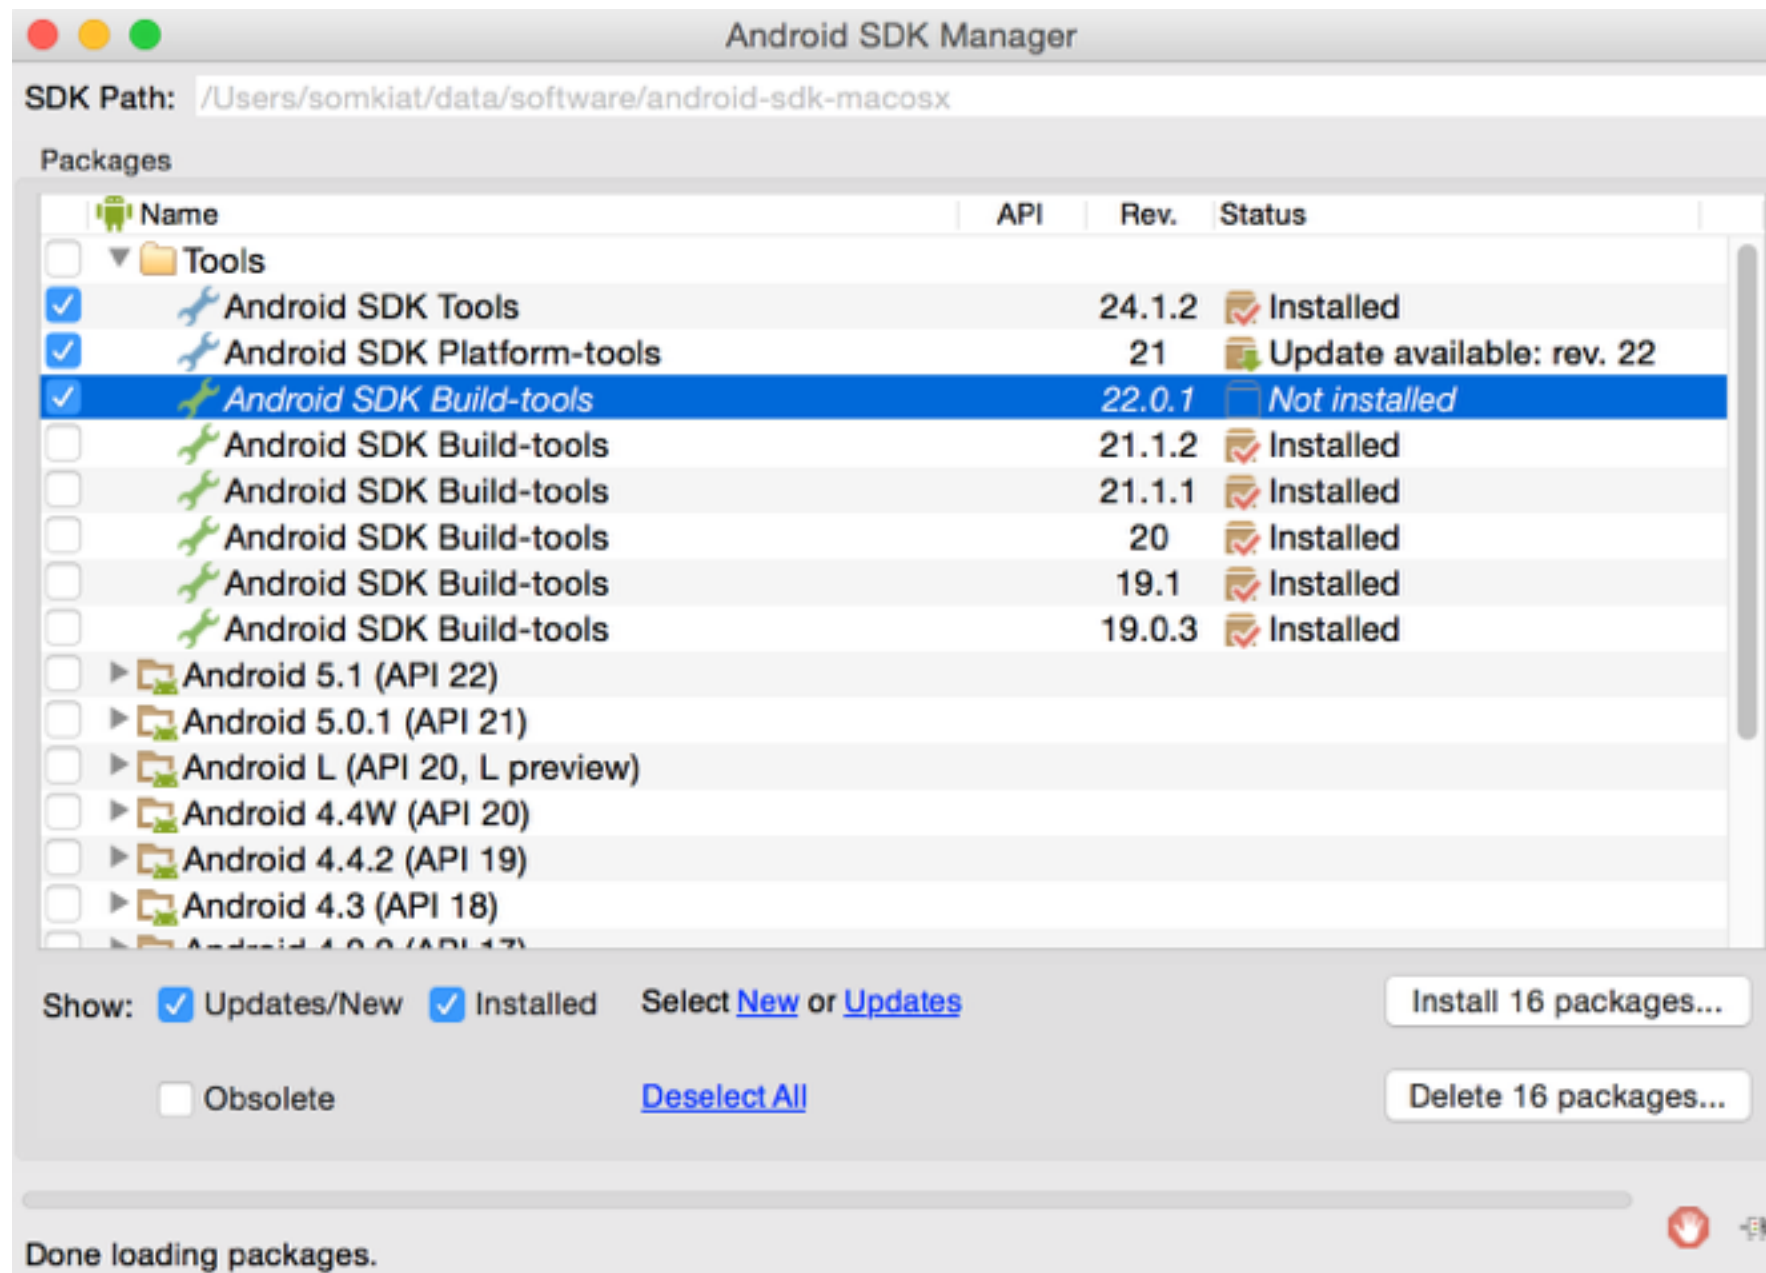 Android SDK Manager
SDK Path: /Users/somkiat/data/software/android-sdk-macosx
Packages
Name API Rev. Status
Tools
Android SDK Tools 24.1.2 Installed
Android SDK Platform-tools 21 Update available: rev. 22
Android SDK Build-tools 22.0.1 Not installed
Android SDK Build-tools 21.1.2 Installed
Android SDK Build-tools 21.1.1 Installed
Android SDK Build-tools 20 Installed
Android SDK Build-tools 19.1 Installed
Android SDK Build-tools 19.0.3 Installed
Android 5.1 (API 22)
Android 5.0.1 (API 21)
Android L (API 20, L preview)
Android 4.4W (API 20)
Android 4.4.2 (API 19)
Android 4.3 (API 18)
Android 4.2.2 (API 17)
Show: Updates/New Installed Select New or Updates Install 16 packages...
Obsolete Deselect All Delete 16 packages...
Done loading packages.